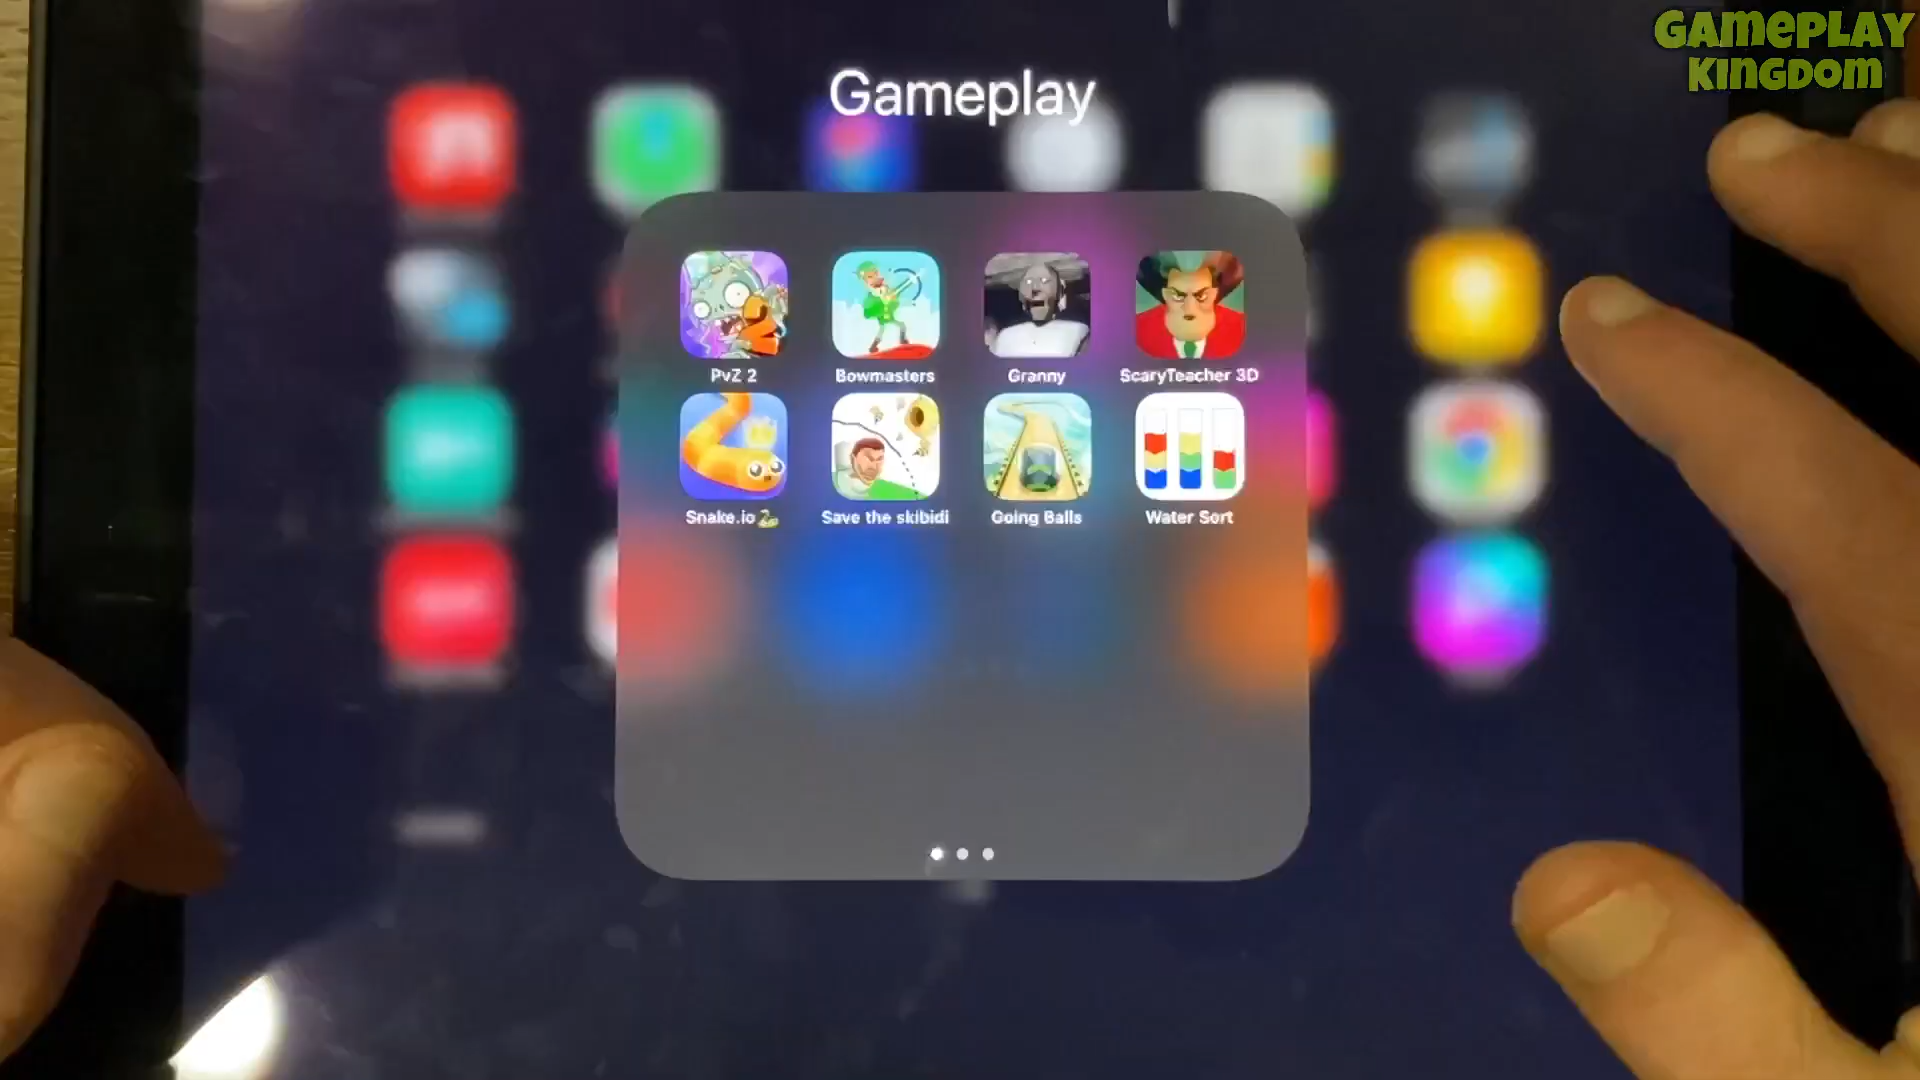 GAMEPLAY
KINGDOM
Gameplay
PvZ 2
Bowmasters
Granny
ScaryTeacher 3D
Snake.io🐍
Save the skibidi
Going Balls
Water Sort